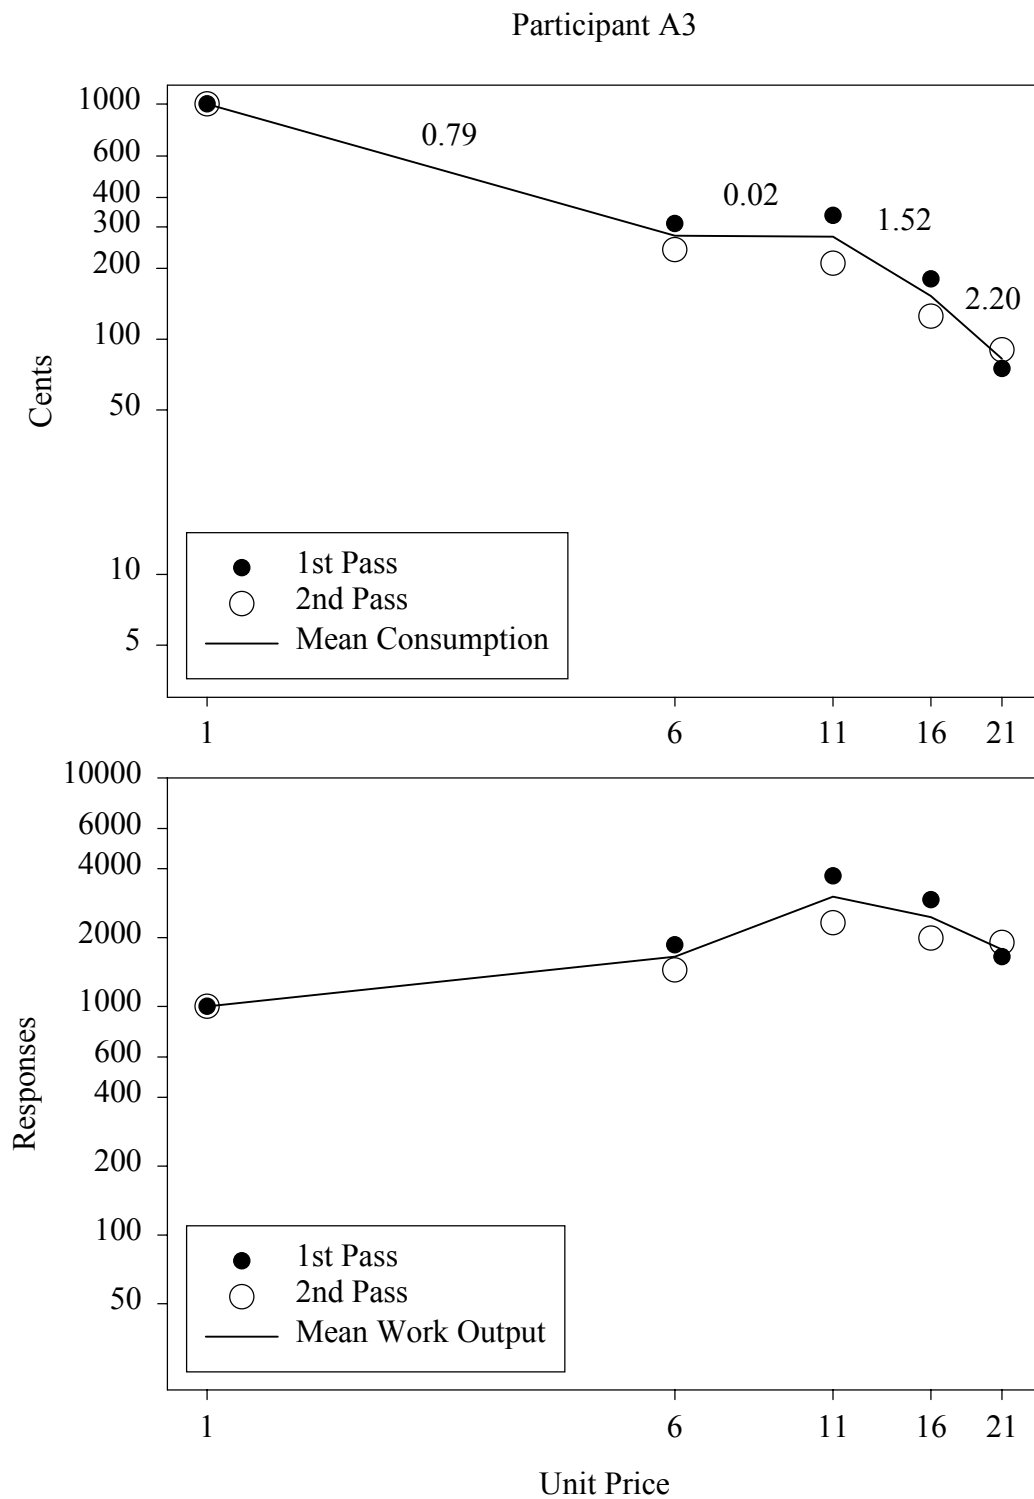 Participant A3
1000
600
400
300
200
100
50
10
5
Cents
0.79
0.02
1.52
2.20
1st Pass
2nd Pass
Mean Consumption
1 6 11 16 21
10000
6000
4000
2000
1000
600
400
200
100
50
Responses
1st Pass
2nd Pass
Mean Work Output
1 6 11 16 21
Unit Price